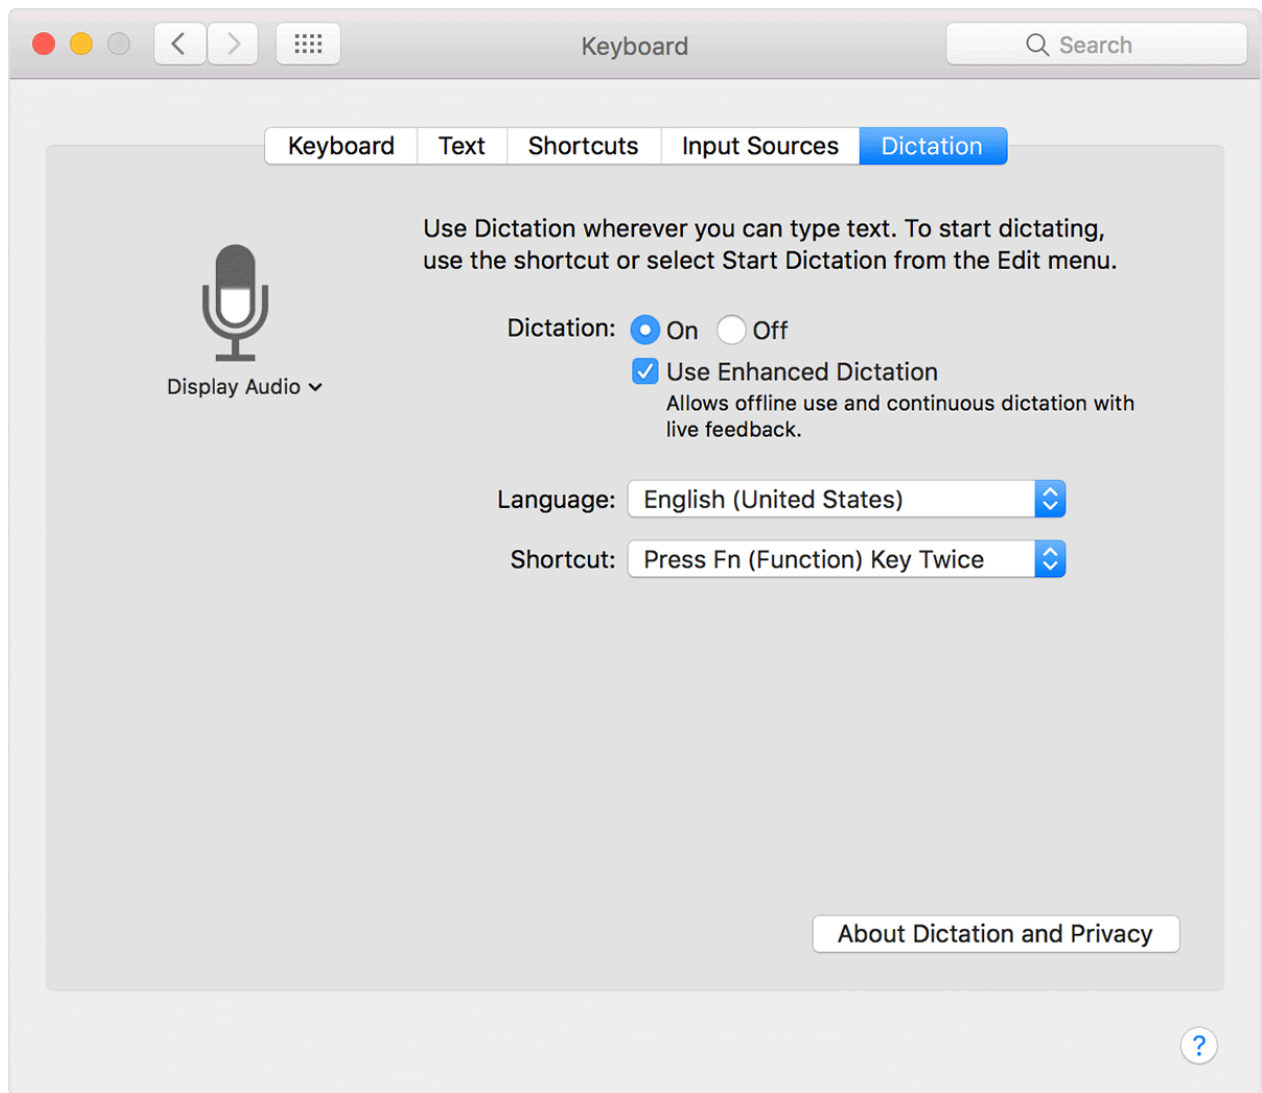 Keyboard
Search
Keyboard Text Shortcuts Input Sources Dictation
Use Dictation wherever you can type text. To start dictating,
use the shortcut or select Start Dictation from the Edit menu.
Display Audio
Dictation: On Off
Use Enhanced Dictation
Allows offline use and continuous dictation with
live feedback.
Language: English (United States)
Shortcut: Press Fn (Function) Key Twice
About Dictation and Privacy
?